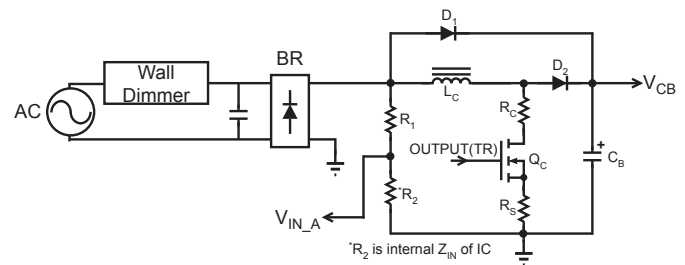 D1
Wall
Dimmer
BR
AC
LC
D2
VCB
R1
RC
OUTPUT(TR)
QC
+
CB
*R2
VIN_A
RS
*R2 is internal ZIN of IC